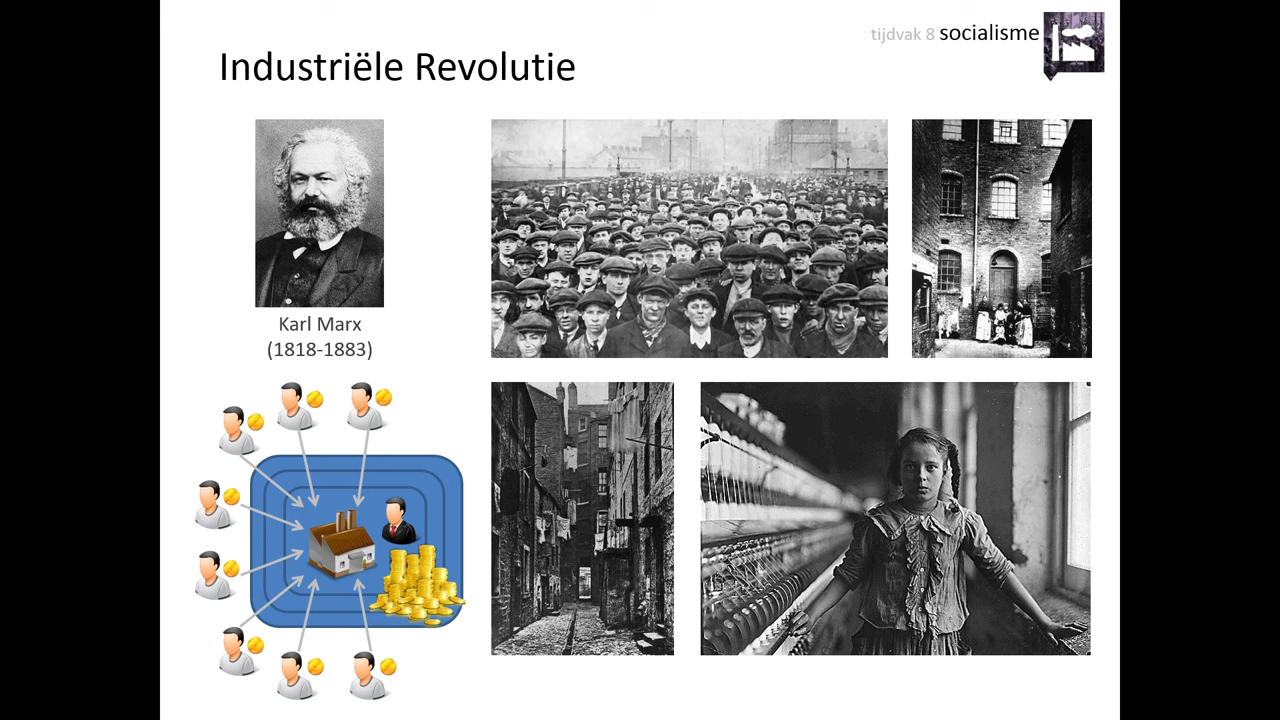 tijdvak 8 socialisme
Industriële Revolutie
Karl Marx
(1818-1883)